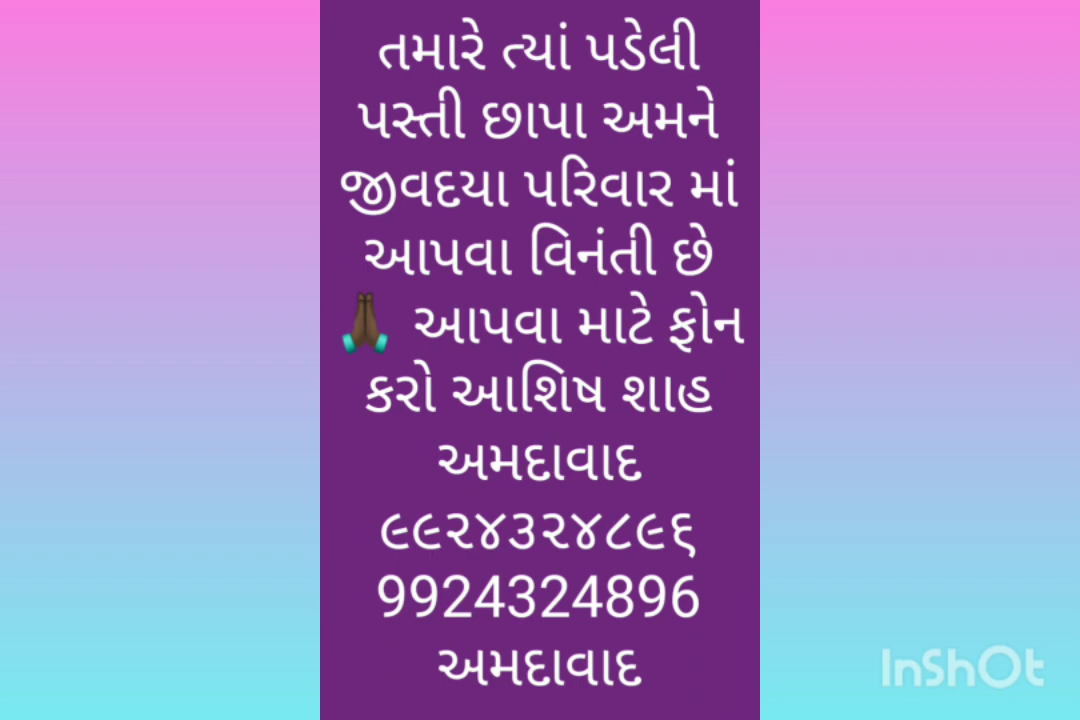 તમારે ત્યાં પડેલી
પસ્તી છાપા અમને
જીવદયા પરિવાર માં
આપવા વિનંતી છે
🙏🏿 આપવા માટે ફોન
કરો આશિષ શાહ
અમદાવાદ
૯૯૨૪૩૨૪૮૯૬
9924324896
અમદાવાદ
InShOt